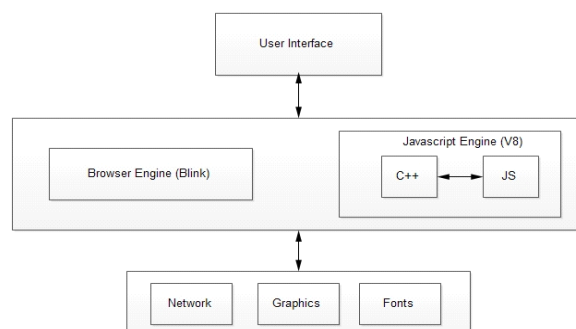 User Interface
Javascript Engine (V8)
Browser Engine (Blink)
C++
JS
Network
Graphics
Fonts